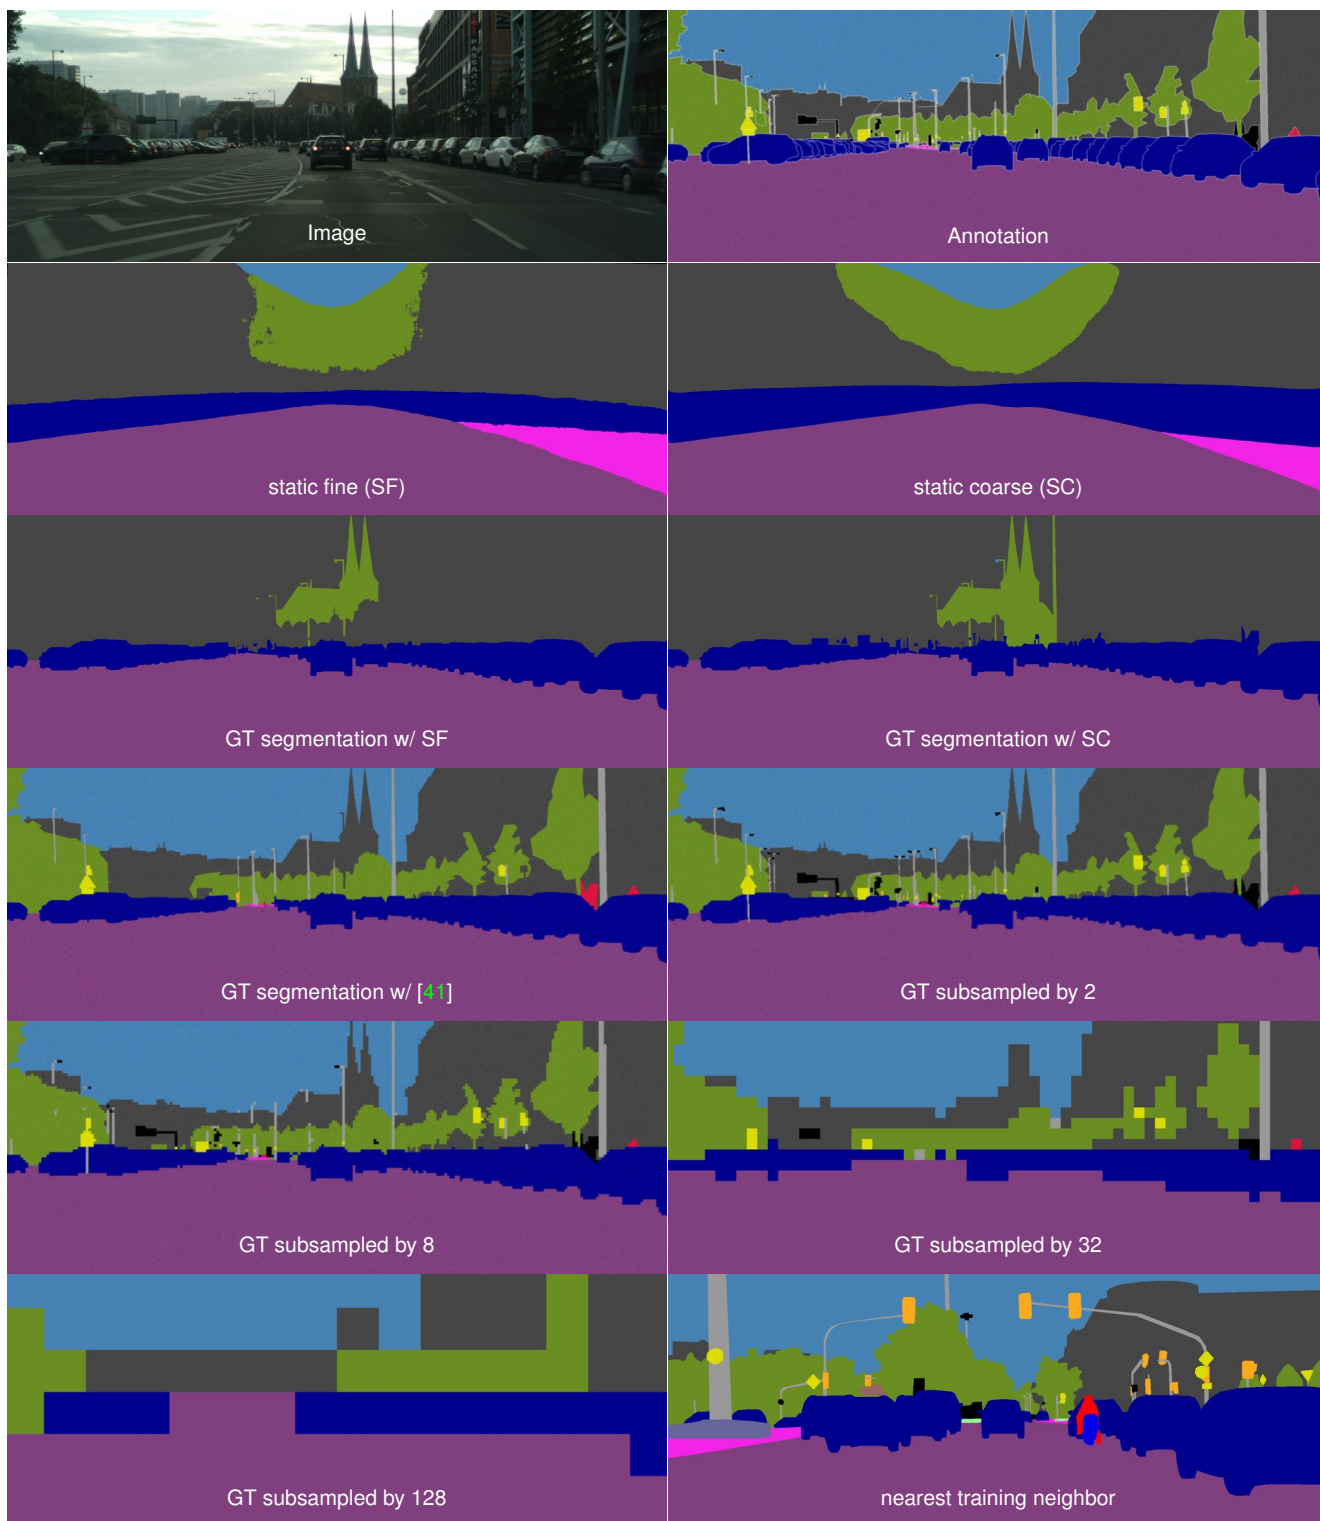 Image
Annotation
static fine (SF)
static coarse (SC)
GT segmentation w/ SF
GT segmentation w/ SC
GT segmentation w/ [41]
GT subsampled by 2
GT subsampled by 8
GT subsampled by 32
GT subsampled by 128
nearest training neighbor